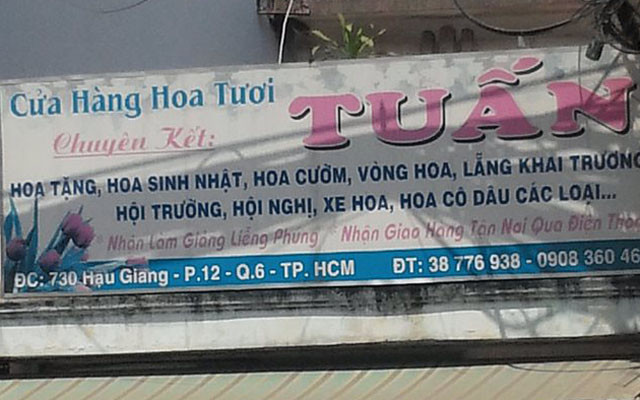 Cửa Hàng Hoa Tươi TUẤN
Chuyên Kết:
HOA TẶNG, HOA SINH NHẬT, HOA CƯỜM, VÒNG HOA, LẴNG KHAI TRƯƠNG
HỘI TRƯỜNG, HỘI NGHỊ, XE HOA, HOA CÔ DÂU CÁC LOẠI...
Nhận Làm Giàng Liễng Phụng Nhận Giao Hàng Tận Nơi Qua Điện Tho
ĐC: 730 Hậu Giang - P.12 - Q.6 - TP. HCM ĐT: 38 776 938 - 0908 360 46